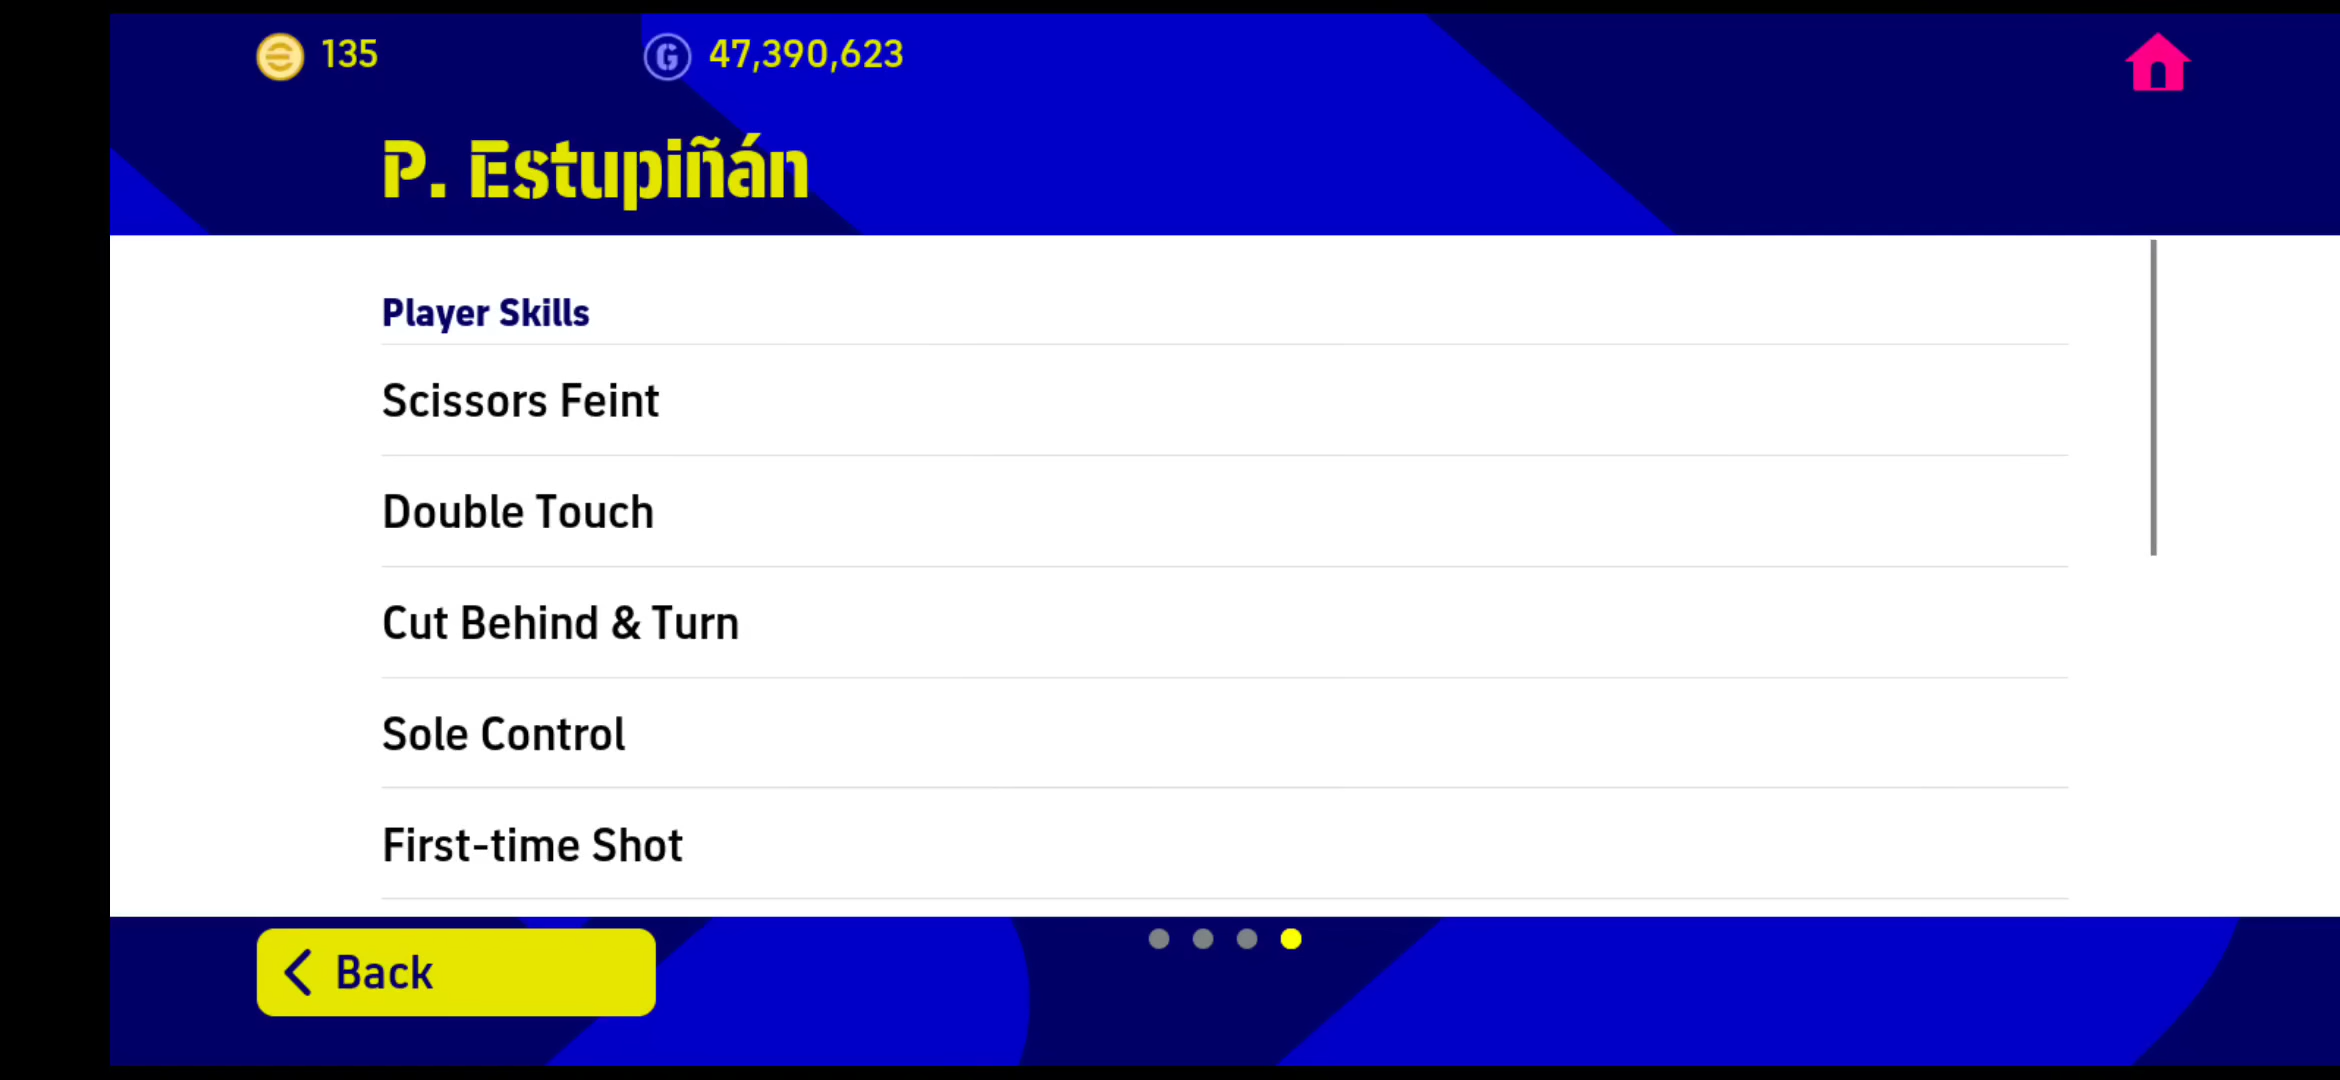 135
47,390,623
P. Estupiñán
Player Skills
Scissors Feint
Double Touch
Cut Behind & Turn
Sole Control
First-time Shot
Back